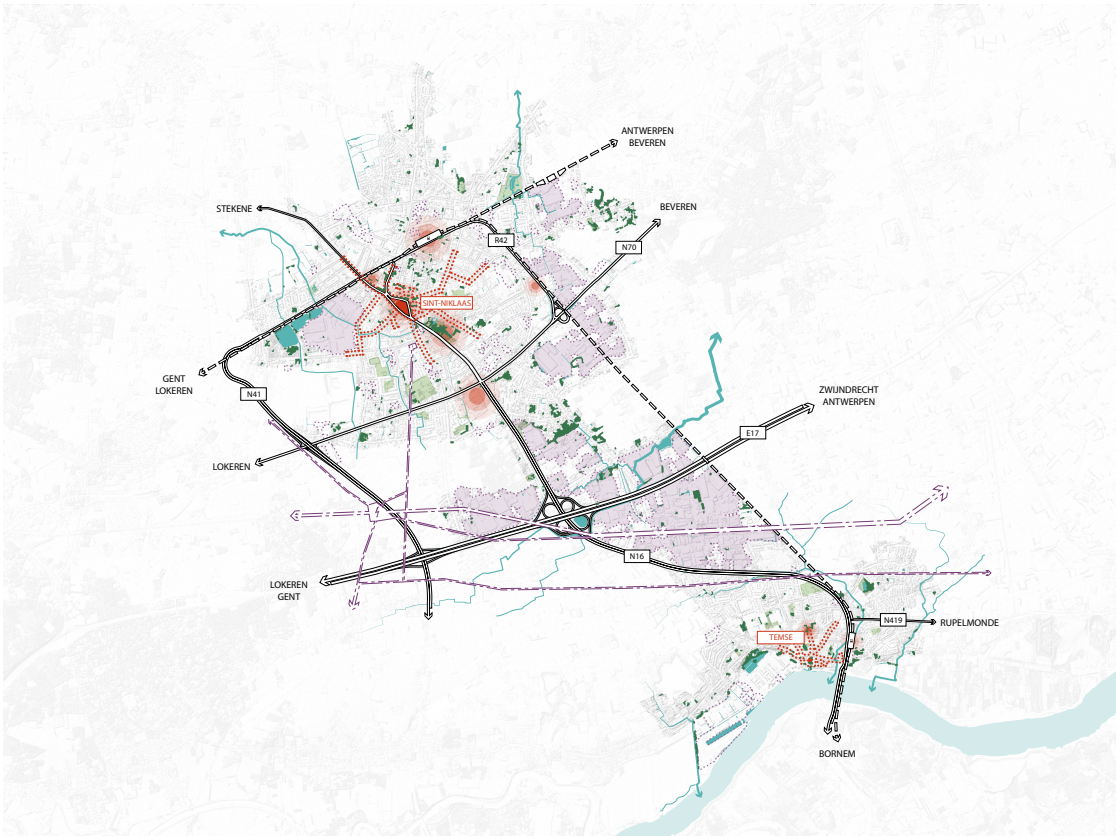 ANTWERPEN
BEVEREN
STEKENE
BEVEREN
R42
N70
SINT-NIKLAAS
GENT
LOKEREN
N41
ZWIJNDRECHT
ANTWERPEN
E17
LOKEREN
N16
LOKEREN
GENT
N419
RUPELMONDE
TEMSE
BORNEM